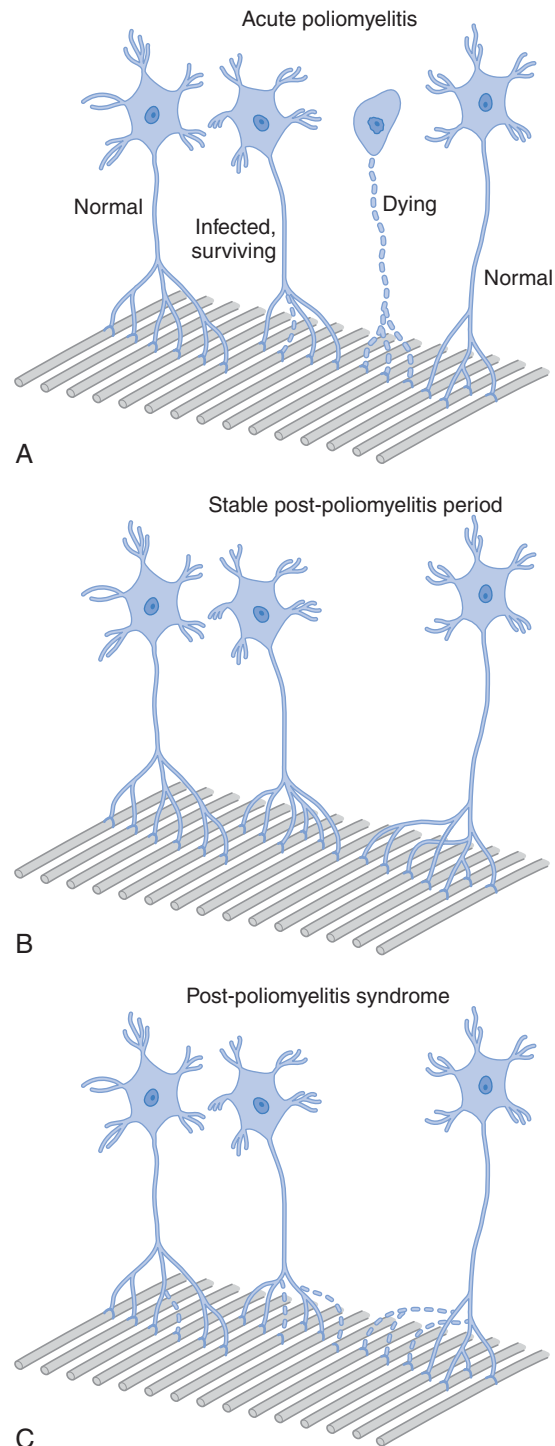 Acute poliomyelitis
Normal
Infected,
surviving
Dying
Normal
A
Stable post-poliomyelitis period
B
Post-poliomyelitis syndrome
C